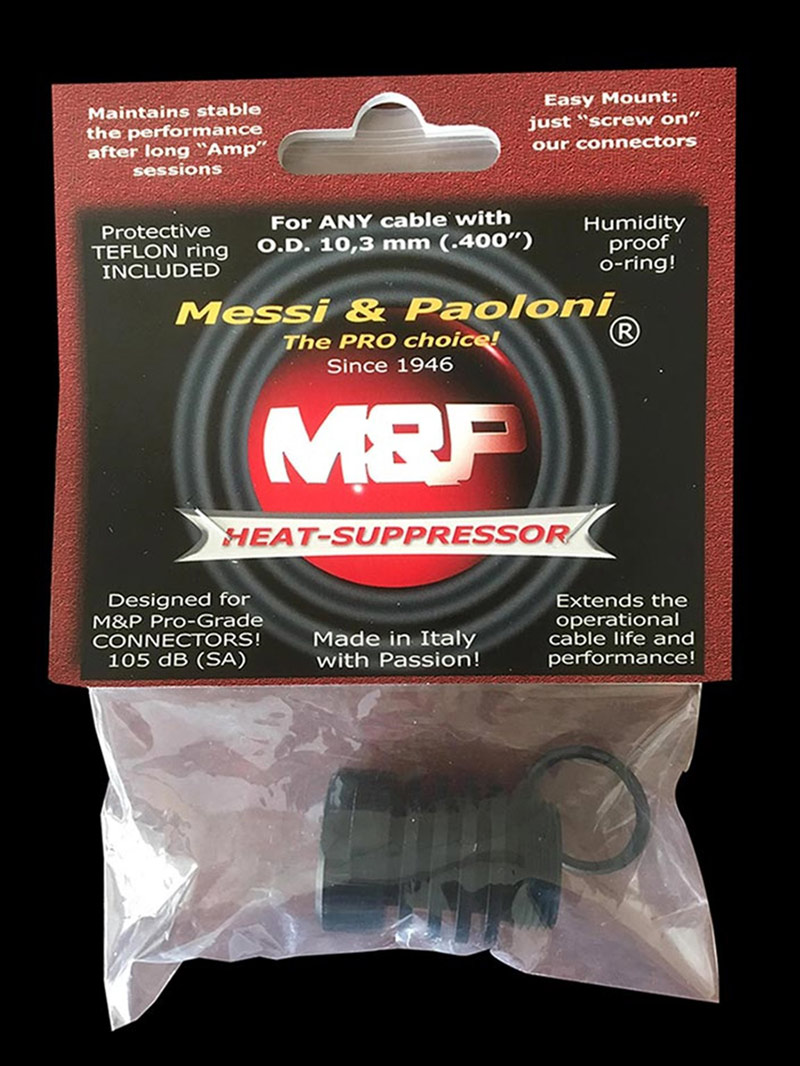 Maintains stable
the performance
after long “Amp”
sessions
Easy Mount:
just “screw on”
our connectors
Protective
TEFLON ring
INCLUDED
For ANY cable with
O.D. 10,3 mm (.400”)
Humidity
proof
o-ring!
Messi & Paoloni
®
The PRO choice!
Since 1946
M&P
HEAT-SUPPRESSOR
Designed for
M&P Pro-Grade
CONNECTORS!
105 dB (SA)
Made in Italy
with Passion!
Extends the
operational
cable life and
performance!